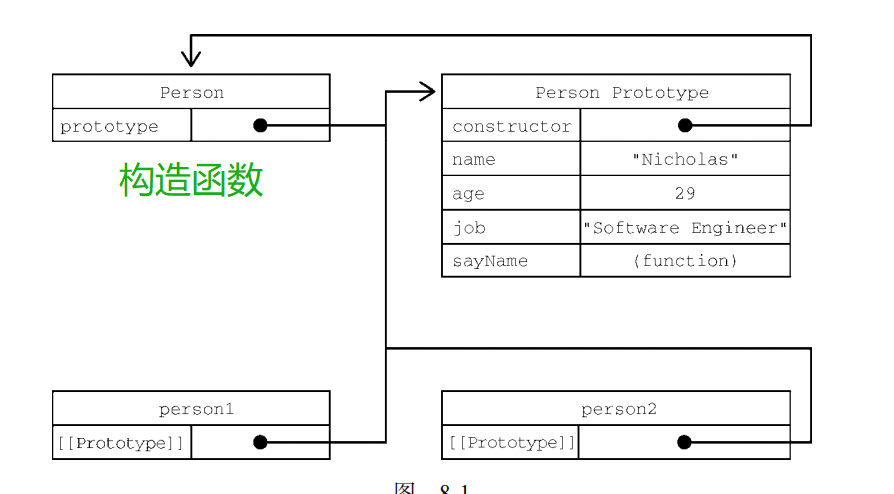 Person
prototype
构造函数
Person Prototype
constructor
name "Nicholas"
age 29
job "Software Engineer"
sayName (function)
person1
[[Prototype]]
person2
[[Prototype]]
图 8-1